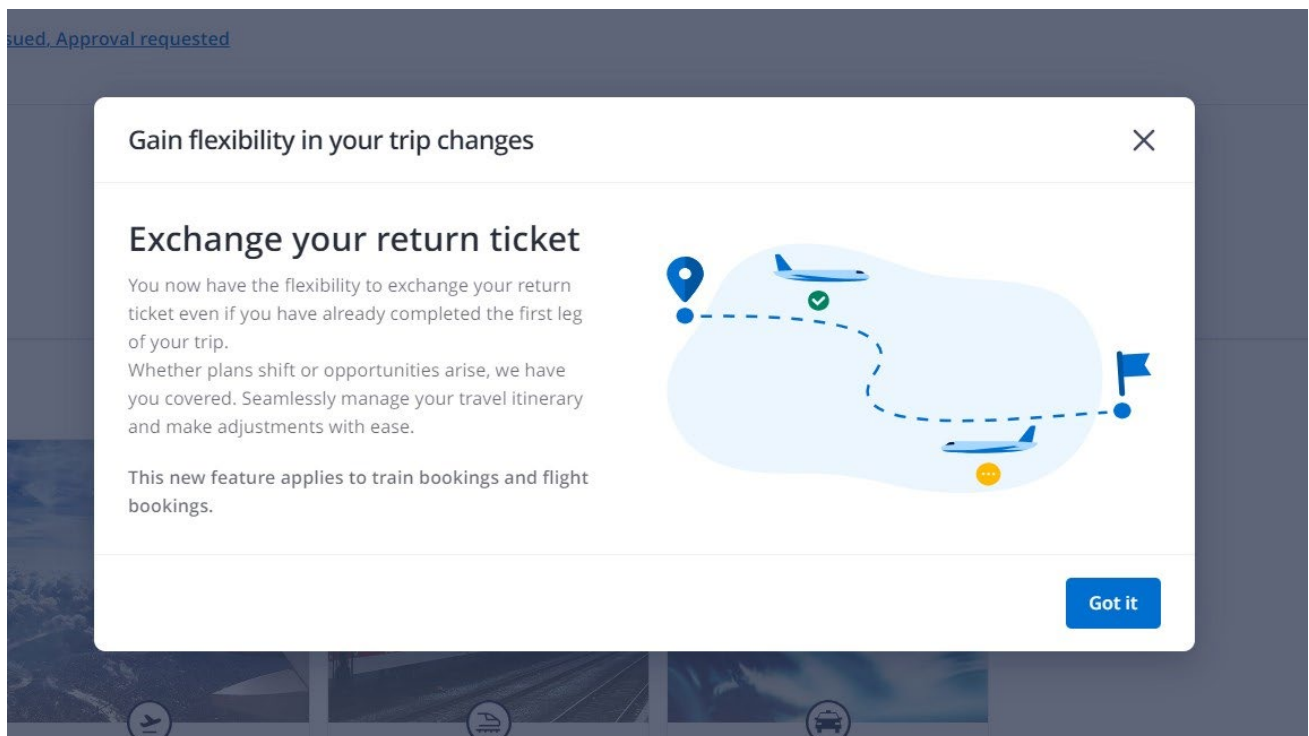 sued, Approval requested
Gain flexibility in your trip changes
Exchange your return ticket
You now have the flexibility to exchange your return
ticket even if you have already completed the first leg
of your trip.
Whether plans shift or opportunities arise, we have
you covered. Seamlessly manage your travel itinerary
and make adjustments with ease.
This new feature applies to train bookings and flight
bookings.
Got it